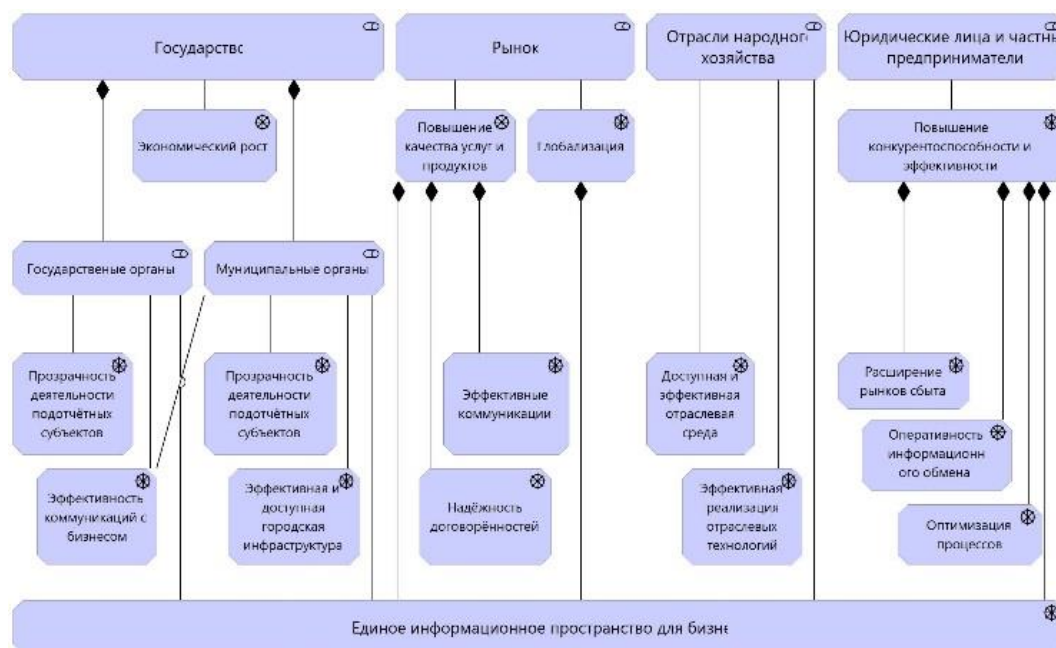 Государство
Рынок
Отрасли народного
хозяйства
Юридические лица и частны
предприниматели
Экономический рост
Повышение
качества услуг и
продуктов
Глобализация
Повышение
конкурентоспособности и
эффективности
Государственые органы
Муниципальные органы
Прозрачность
деятельности
подотчётных
субъектов
Прозрачность
деятельности
подотчётных
субъектов
Эффективные
коммуникации
Доступная и
эффективная
отраслевая
среда
Расширение
рынков сбыта
Оперативность
информационн
ого обмена
Эффективность
коммуникаций с
бизнесом
Эффективная и
доступная
городская
инфраструктура
Надёжность
договорённостей
Эффективная
реализация
отраслевых
технологий
Оптимизация
процессов
Единое информационное пространство для бизне